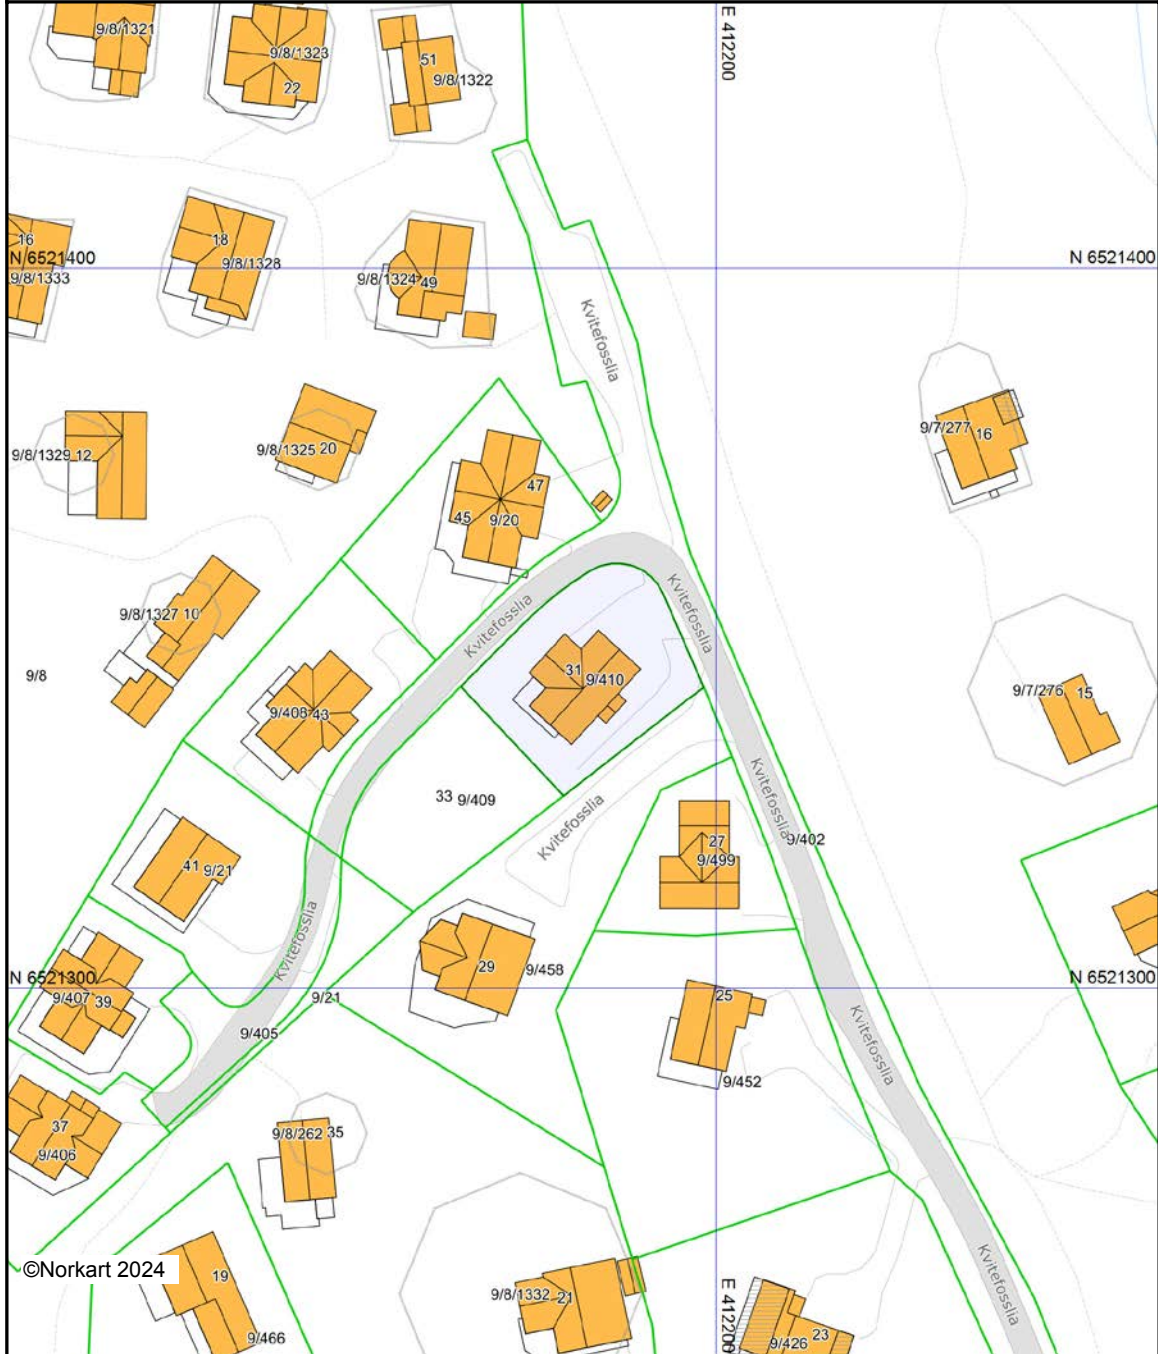 9/8/1321
9/8/1323
22
51
9/8/1322
E 412200
16
N 6521400
9/8/1333
18
9/8/1328
9/8/1324
49
N 6521400
Kvitefosslia
9/8/1329 12
9/8/1325 20
47
45
9/20
9/7/277 16
9/8/1327 10
Kvitefosslia
Kvitefosslia
9/8
31
9/410
9/408 43
9/7/276 15
33 9/409
Kvitefosslia
Kvitefosslia
27
9/499
9/402
41 9/21
Kvitefosslia
29
9/458
N 6521300
9/407 39
9/21
25
N 6521300
9/405
Kvitefosslia
9/452
37
9/406
9/8/262 35
©Norkart 2024
19
9/466
9/8/1332 21
E 412200
Kvitefosslia
9/426 23